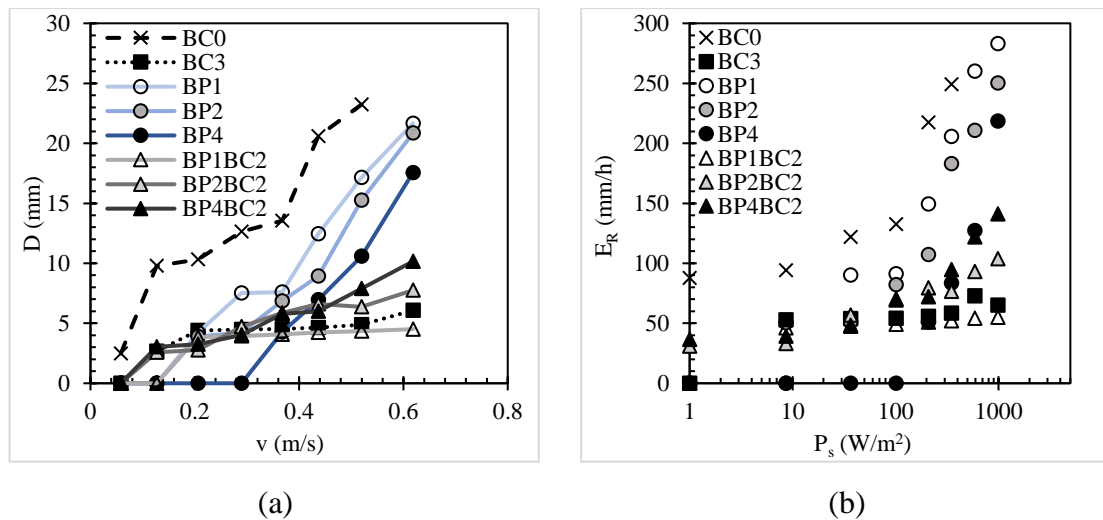 30
25
20
15
10
5
0
D (mm)
BC0
BC3
BP1
BP2
BP4
BP1BC2
BP2BC2
BP4BC2
0 0.2 0.4 0.6 0.8
v (m/s)
(a)
300
250
200
150
100
50
0
E_R (mm/h)
BC0
BC3
BP1
BP2
BP4
BP1BC2
BP2BC2
BP4BC2
1 10 100 1000
P_s (W/m²)
(b)